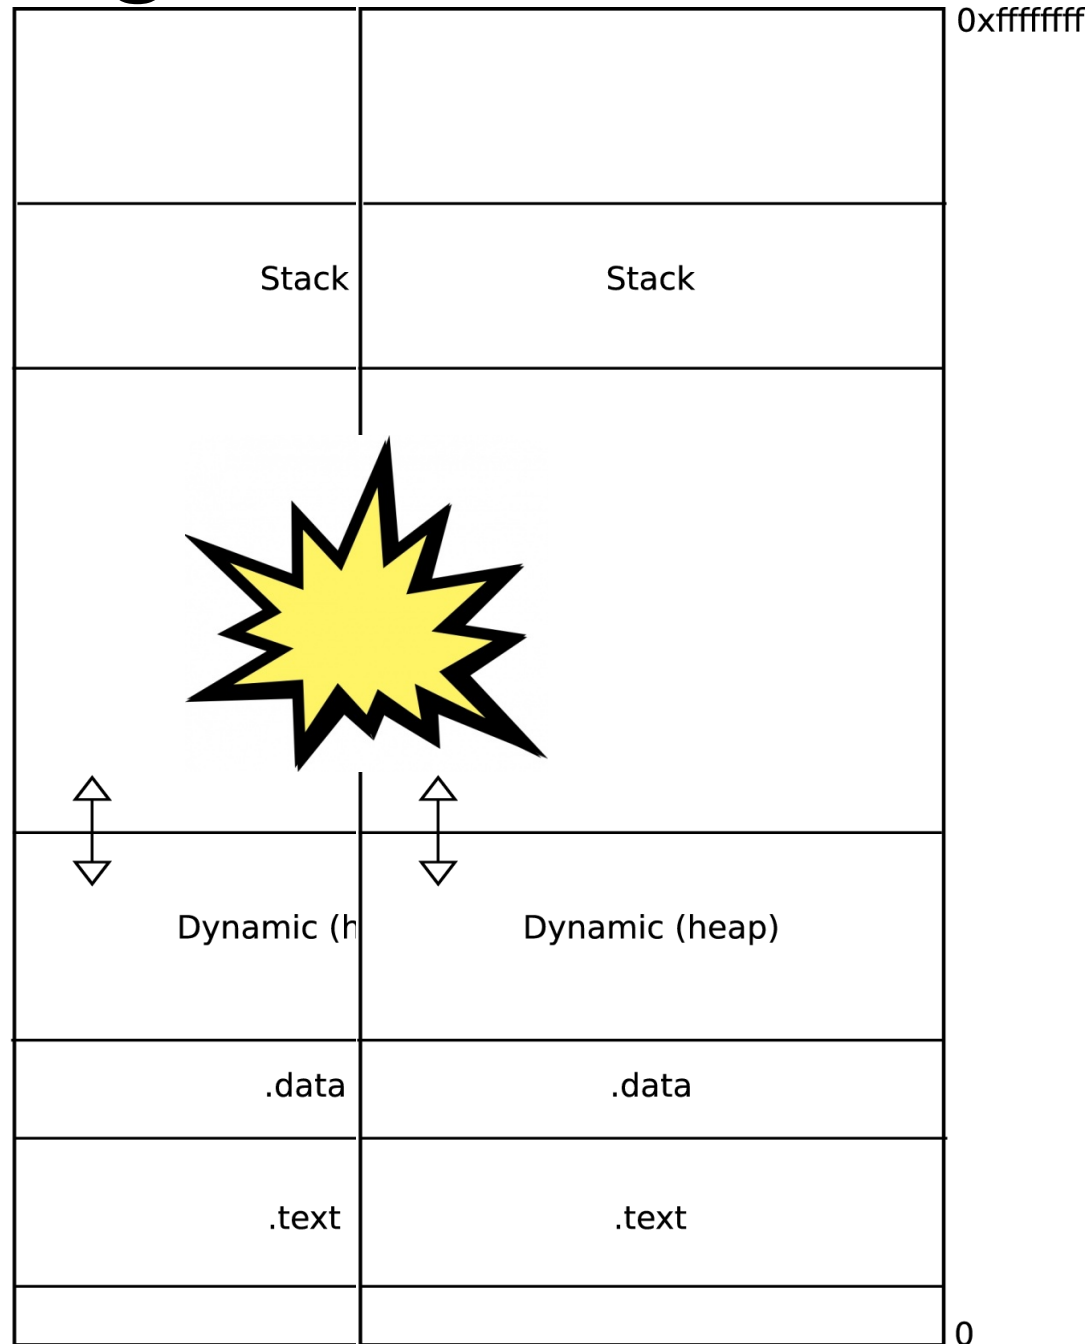 0xffffffff
Stack Stack
Dynamic (h Dynamic (heap)
.data .data
.text .text
0